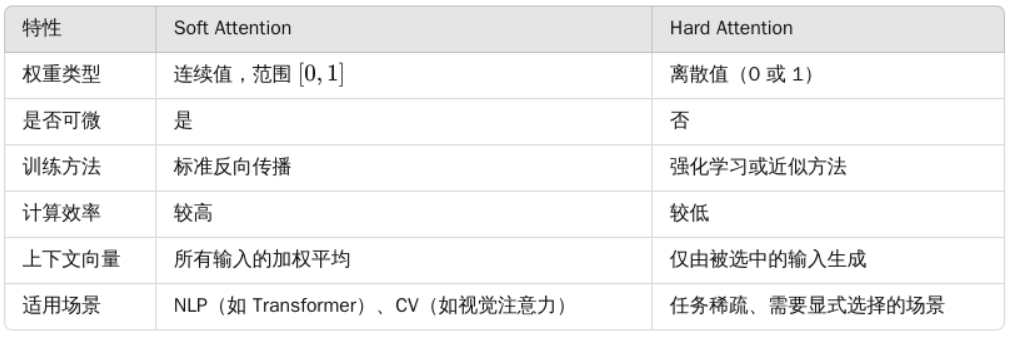 特性 Soft Attention Hard Attention
权重类型 连续值，范围 [0, 1] 离散值（0 或 1）
是否可微 是 否
训练方法 标准反向传播 强化学习或近似方法
计算效率 较高 较低
上下文向量 所有输入的加权平均 仅由被选中的输入生成
适用场景 NLP（如 Transformer）、CV（如视觉注意力） 任务稀疏、需要显式选择的场景